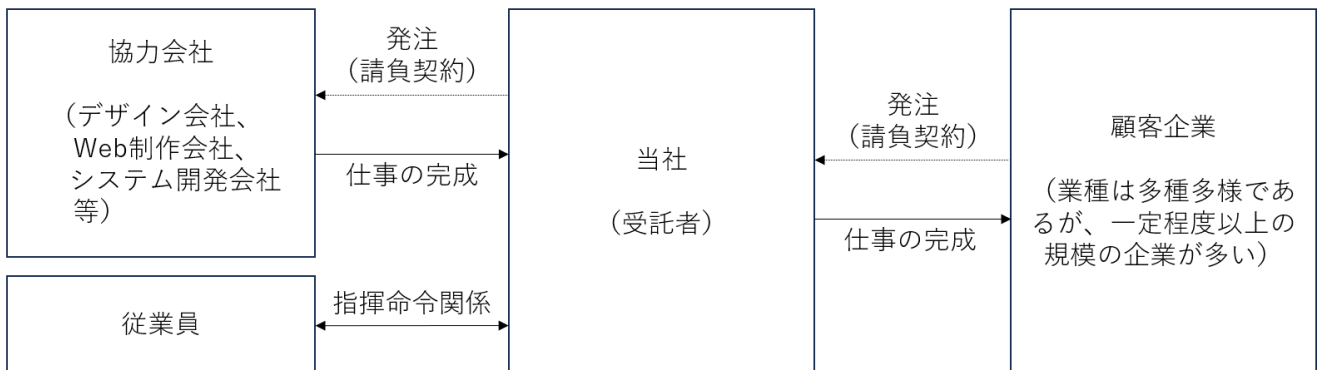 協力会社
（デザイン会社、
Web制作会社、
システム開発会社
等）
発注
（請負契約）
仕事の完成
従業員
指揮命令関係
当社
（受託者）
発注
（請負契約）
仕事の完成
顧客企業
（業種は多種多様であ
るが、一定程度以上の
規模の企業が多い）